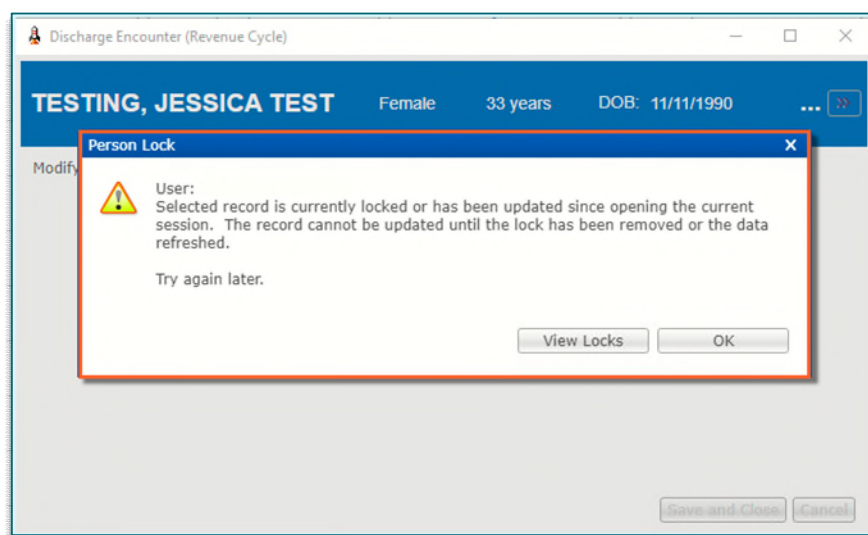 Discharge Encounter (Revenue Cycle)
TESTING, JESSICA TEST Female 33 years DOB: 11/11/1990 ...
Person Lock
Modify
User:
Selected record is currently locked or has been updated since opening the current
session. The record cannot be updated until the lock has been removed or the data
refreshed.
Try again later.
View Locks OK
Save and Close Cancel